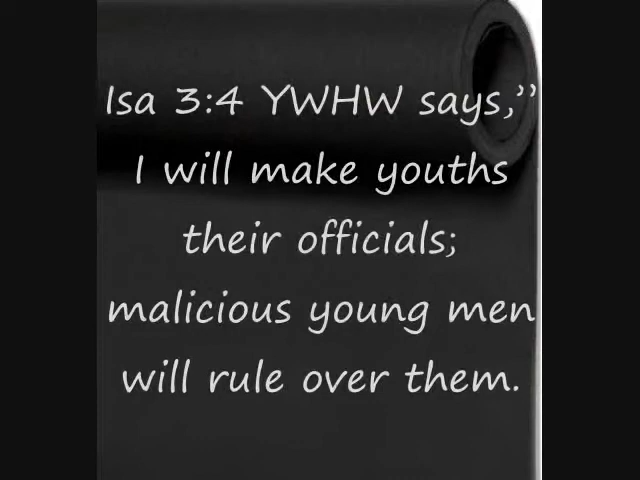 Isa 3:4 YWHW says,”
I will make youths
their officials;
malicious young men
will rule over them.